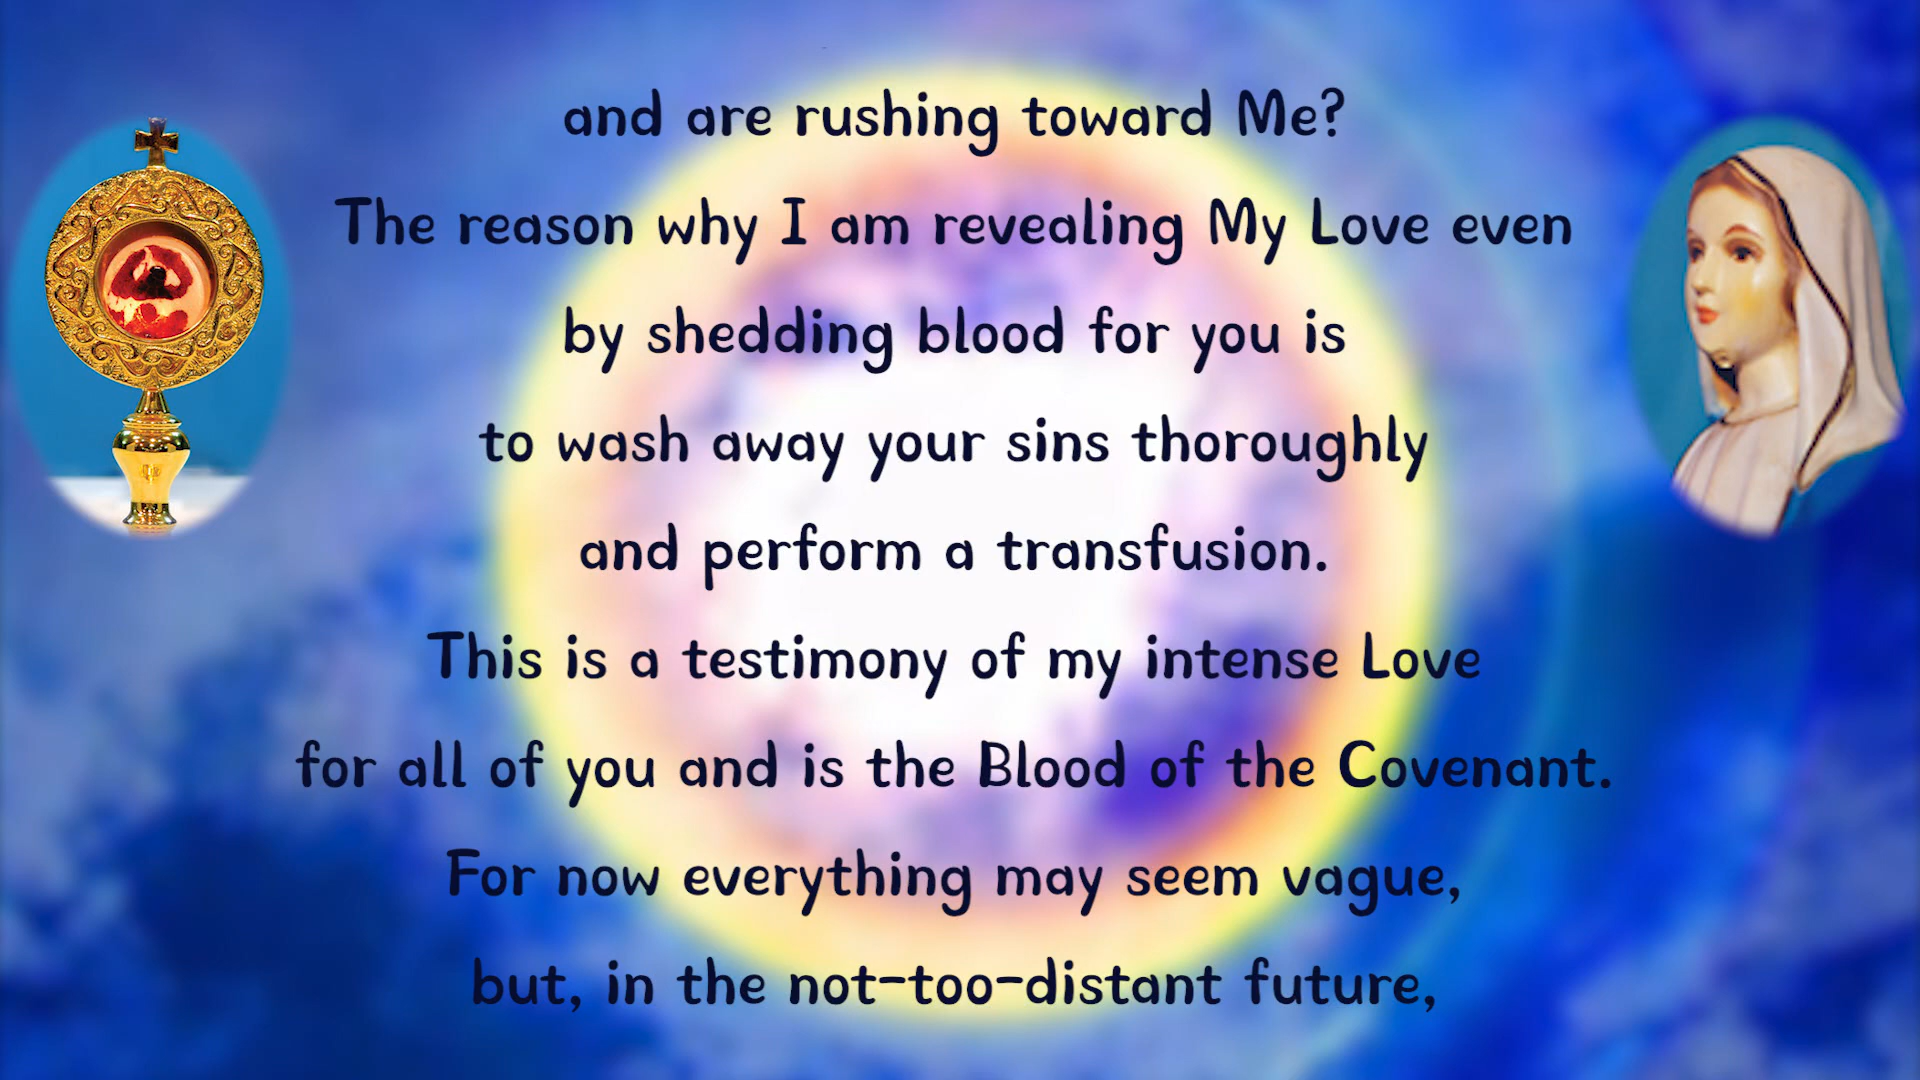 and are rushing toward Me?
The reason why I am revealing My Love even
by shedding blood for you is
to wash away your sins thoroughly
and perform a transfusion.
This is a testimony of my intense Love
for all of you and is the Blood of the Covenant.
For now everything may seem vague,
but, in the not-too-distant future,